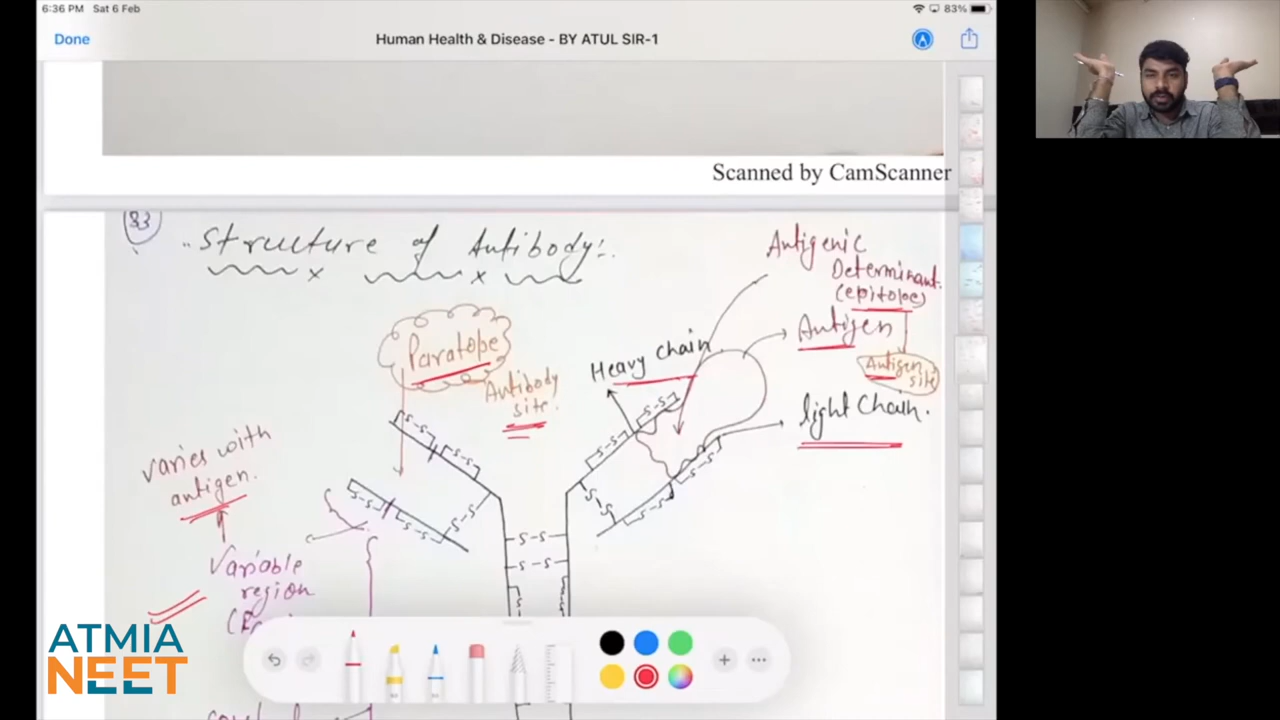 6:36 PM Sat 6 Feb
83%
Done
Human Health & Disease - BY ATUL SIR-1
Scanned by CamScanner
83
Structure of Antibody:
Antigenic
Determinant
(epitope)
Antigen
Antigen
site
Paratope
Antibody
site.
Heavy Chain
light Chain.
varies with
antigen.
Variable
region
S-S
S-S
S-S
S-S
S-S
S-S
S-S
S-S
S-S
S-S
S-S
S-S
ATMIA
NEET